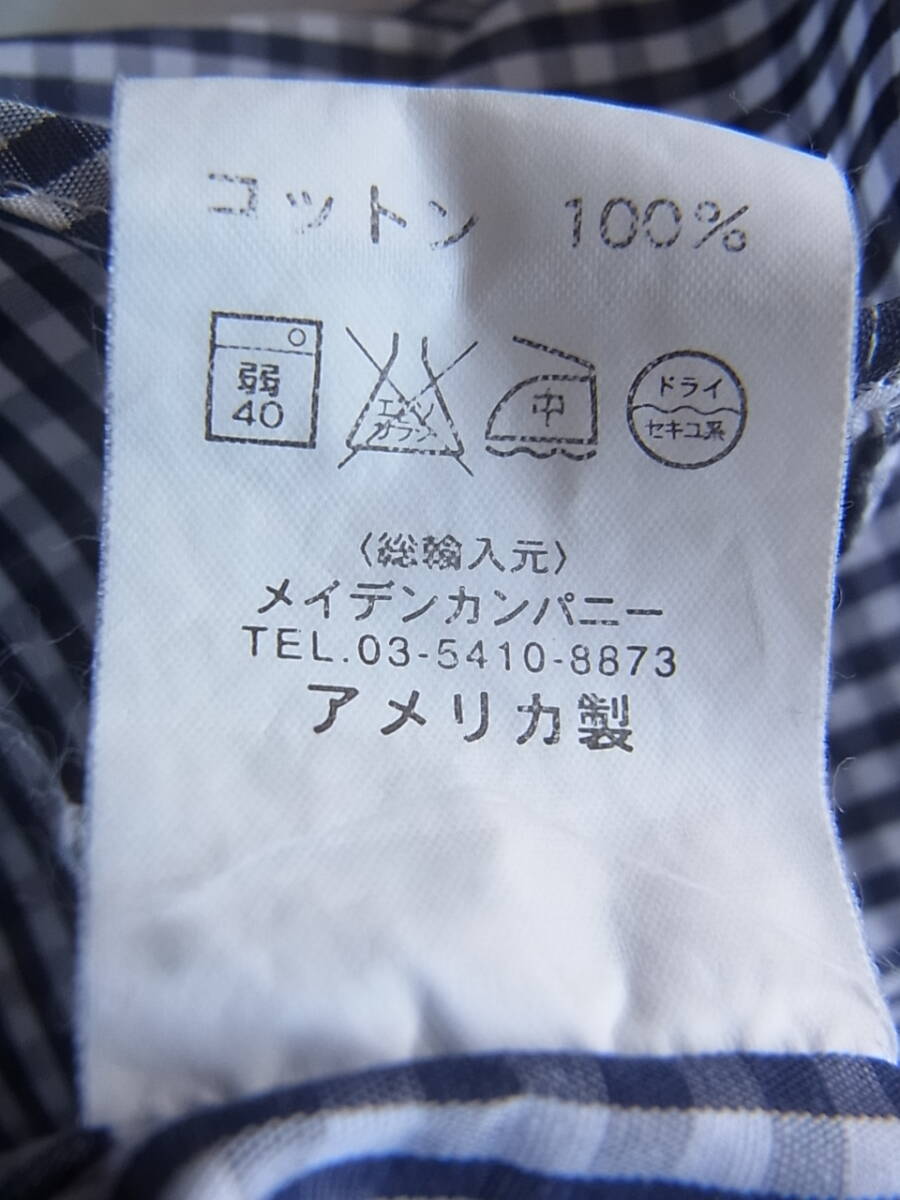 コットン 100%
弱
40
エンソ
サラシ
中
ドライ
セキユ系
〈総輸入元〉
メイデンカンパニー
TEL.03-5410-8873
アメリカ製